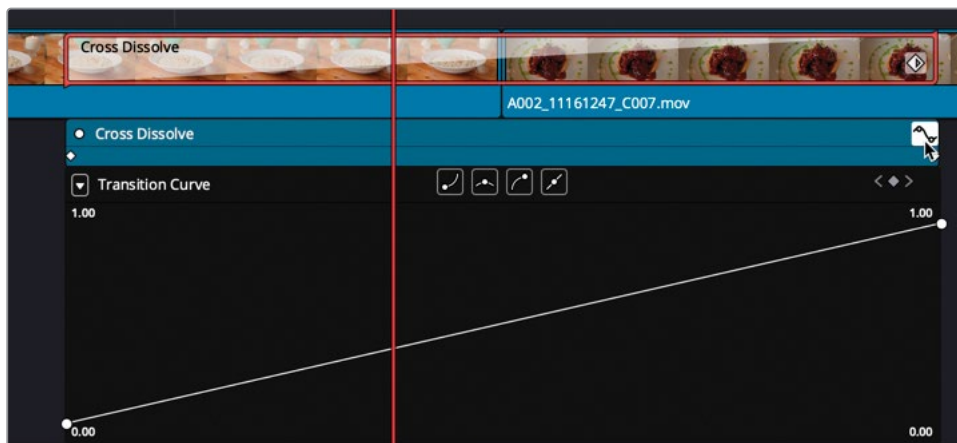 Cross Dissolve
A002_11161247_C007.mov
Cross Dissolve
Transition Curve
1.00 1.00
0.00 0.00